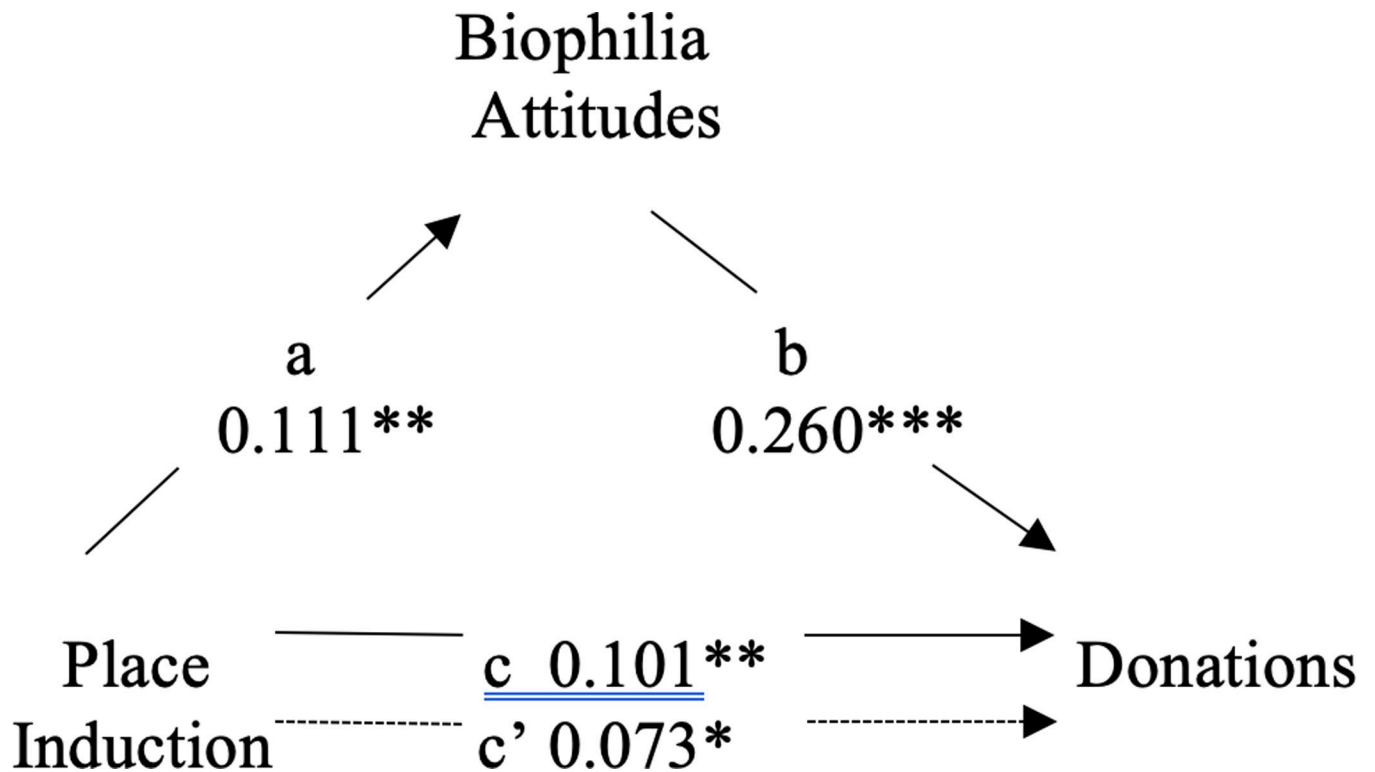 Biophilia
Attitudes
a
0.111**
b
0.260***
Place
Induction
c 0.101**
c’ 0.073*
Donations